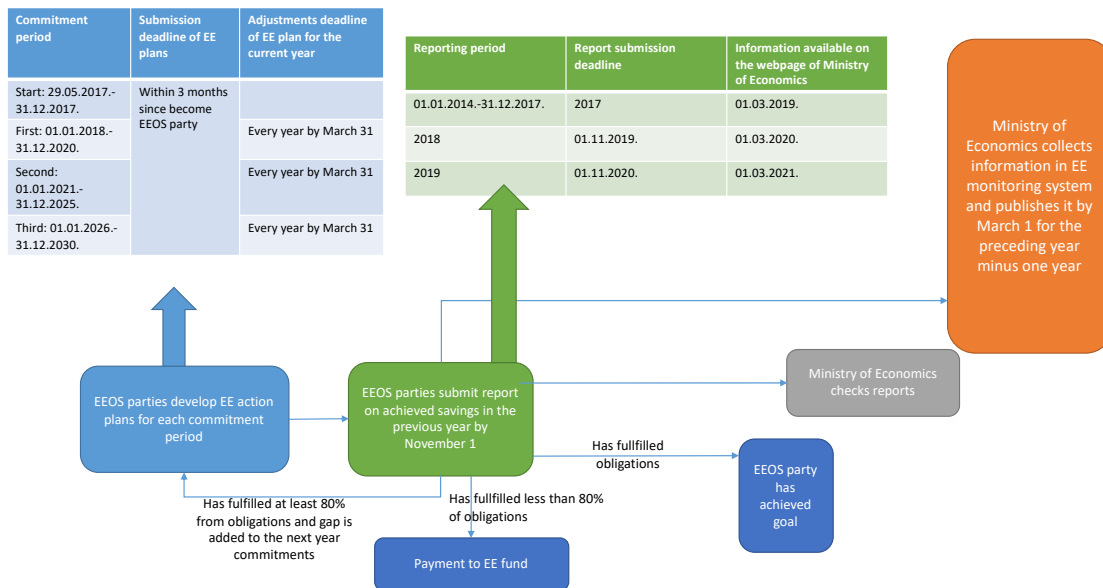 Commitment
period
Submission
deadline of EE
plans
Adjustments deadline
of EE plan for the
current year
Start: 29.05.2017.-
31.12.2017.
Within 3 months
since become
EEOS party
First: 01.01.2018.-
31.12.2020.
Every year by March 31
Second:
01.01.2021.-
31.12.2025.
Every year by March 31
Third: 01.01.2026.-
31.12.2030.
Every year by March 31
Reporting period
Report submission
deadline
Information available on
the webpage of Ministry
of Economics
01.01.2014.-31.12.2017.
2017
01.03.2019.
2018
01.11.2019.
01.03.2020.
2019
01.11.2020.
01.03.2021.
Ministry of
Economics collects
information in EE
monitoring system
and publishes it by
March 1 for the
preceding year
minus one year
EEOS parties develop EE action
plans for each commitment
period
EEOS parties submit report
on achieved savings in the
previous year by
November 1
Ministry of Economics
checks reports
Has fullfilled
obligations
EEOS party
has
achieved
goal
Has fulfilled at least 80%
from obligations and gap is
added to the next year
commitments
Has fullfilled less than 80%
of obligations
Payment to EE fund